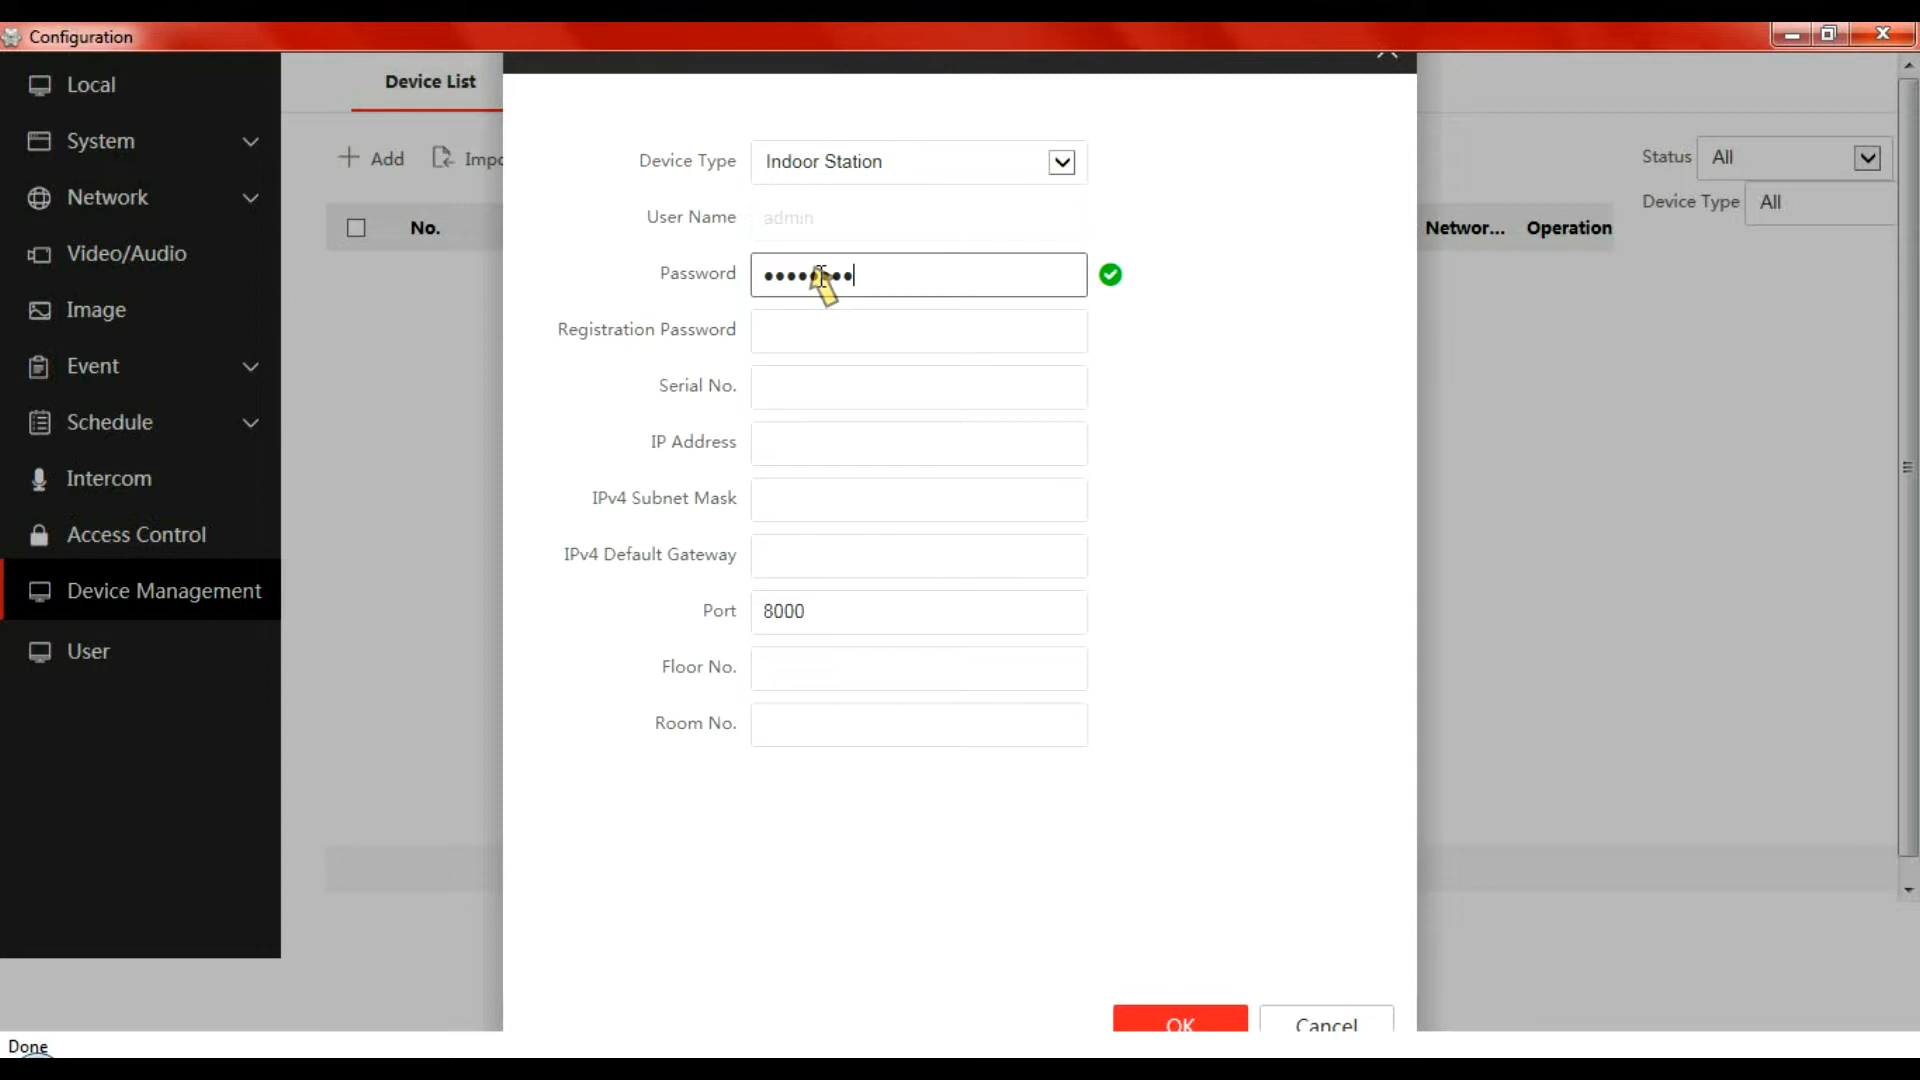 Configuration
Local
System
Network
Video/Audio
Image
Event
Schedule
Intercom
Access Control
Device Management
User
Device List
Add Impo
No.
Device Type Indoor Station
User Name admin
Password ••••••••
Registration Password
Serial No.
IP Address
IPv4 Subnet Mask
IPv4 Default Gateway
Port 8000
Floor No.
Room No.
OK Cancel
Status All
Device Type All
Networ... Operation
Done